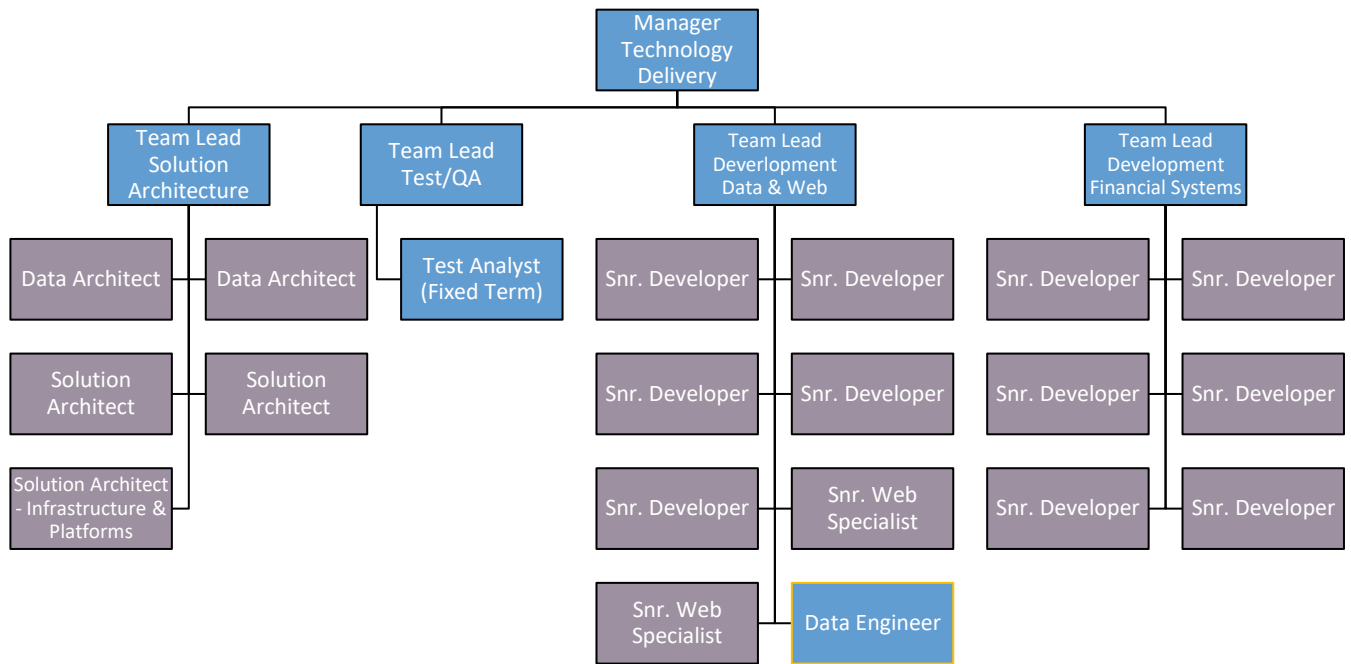 Manager
Technology
Delivery
Team Lead
Solution
Architecture
Team Lead
Test/QA
Team Lead
Deverlopment
Data & Web
Team Lead
Development
Financial Systems
Data Architect
Data Architect
Test Analyst
(Fixed Term)
Snr. Developer
Snr. Developer
Snr. Developer
Snr. Developer
Solution
Architect
Solution
Architect
Snr. Developer
Snr. Developer
Snr. Developer
Snr. Developer
Solution Architect
- Infrastructure &
Platforms
Snr. Developer
Snr. Web
Specialist
Snr. Developer
Snr. Developer
Snr. Web
Specialist
Data Engineer